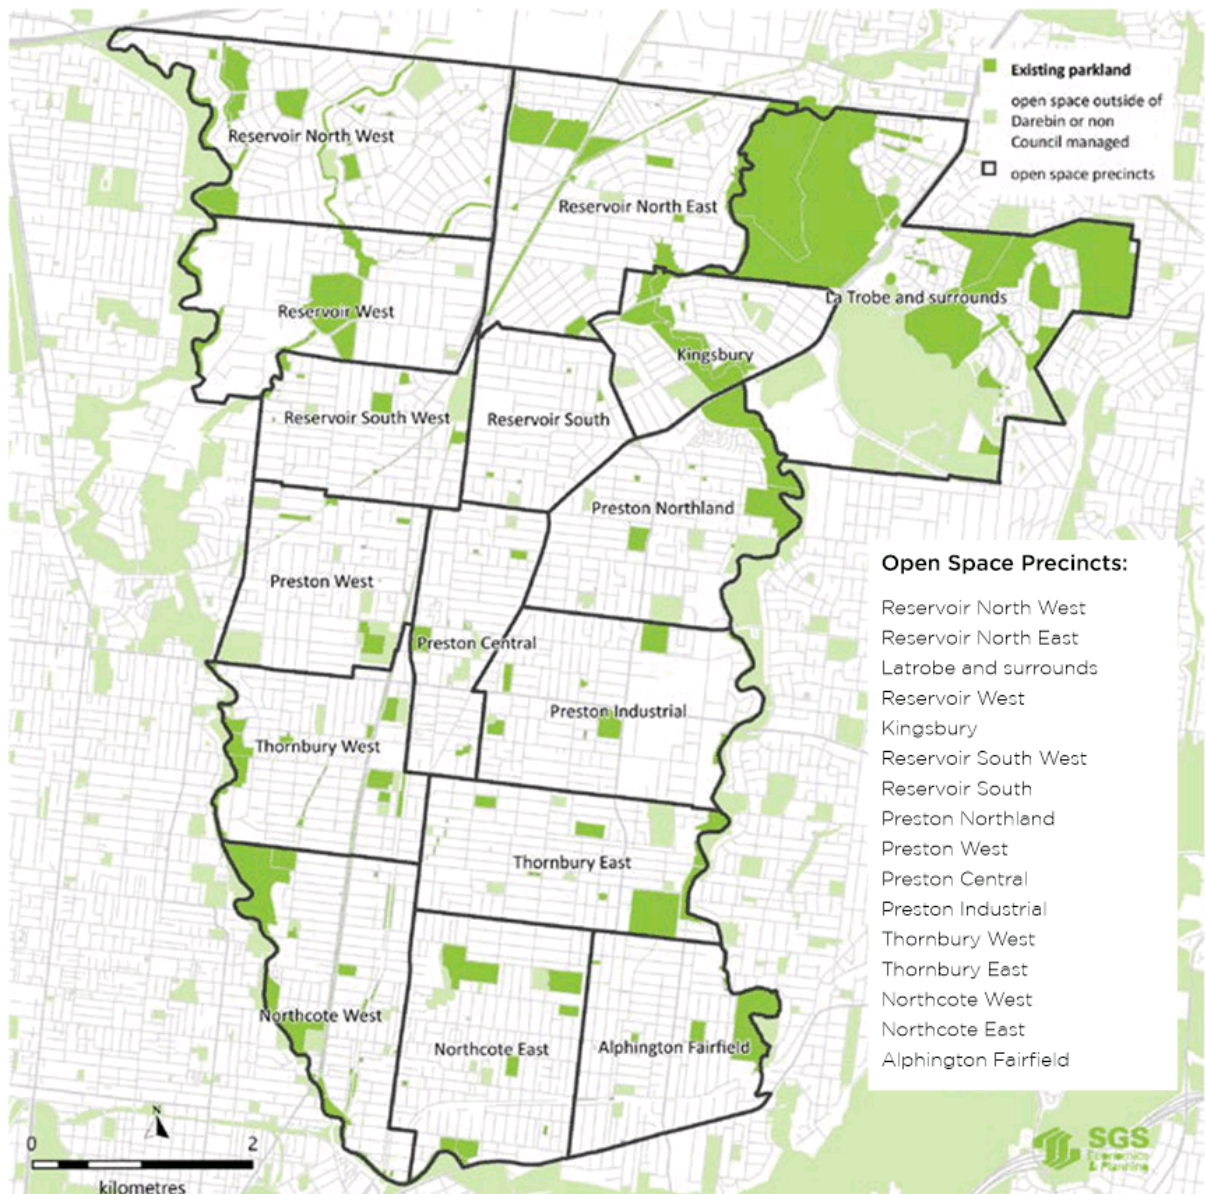 Existing parkland
open space outside of
Darebin or non
Council managed
open space precincts
Reservoir North West
Reservoir North East
La Trobe and surrounds
Reservoir West
Kingsbury
Reservoir South West
Reservoir South
Preston Northland
Preston West
Preston Central
Preston Industrial
Thornbury West
Thornbury East
Northcote West
Northcote East
Alphington Fairfield
Open Space Precincts:
Reservoir North West
Reservoir North East
Latrobe and surrounds
Reservoir West
Kingsbury
Reservoir South West
Reservoir South
Preston Northland
Preston West
Preston Central
Preston Industrial
Thornbury West
Thornbury East
Northcote West
Northcote East
Alphington Fairfield
N
0 2
kilometres
SGS
Economics
& Planning